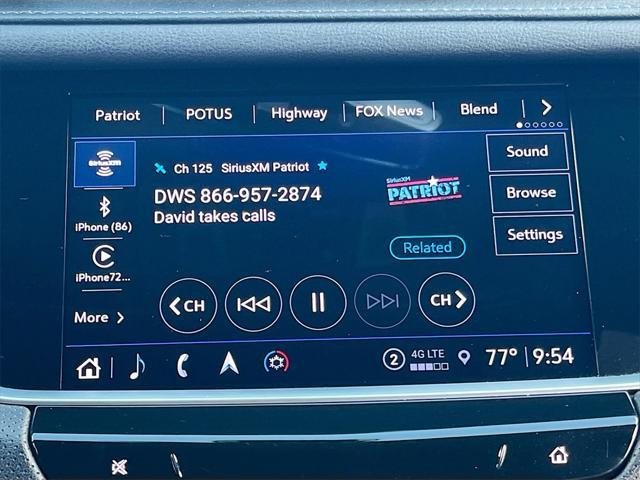 Patriot POTUS Highway FOX News Blend
SiriusXM
Ch 125 SiriusXM Patriot
DWS 866-957-2874
David takes calls
SiriusXM
PATRIOT
Related
Sound
Browse
Settings
iPhone (86)
iPhone72...
More
CH CH
2 4G LTE 77° 9:54